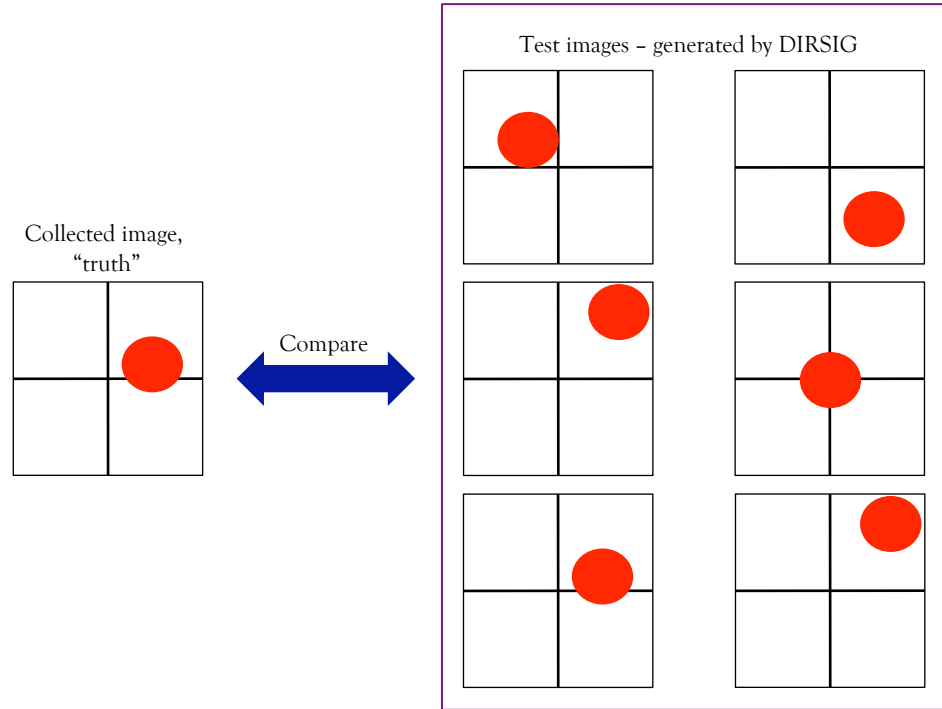 Test images – generated by DIRSIG
Collected image,
“truth”
Compare